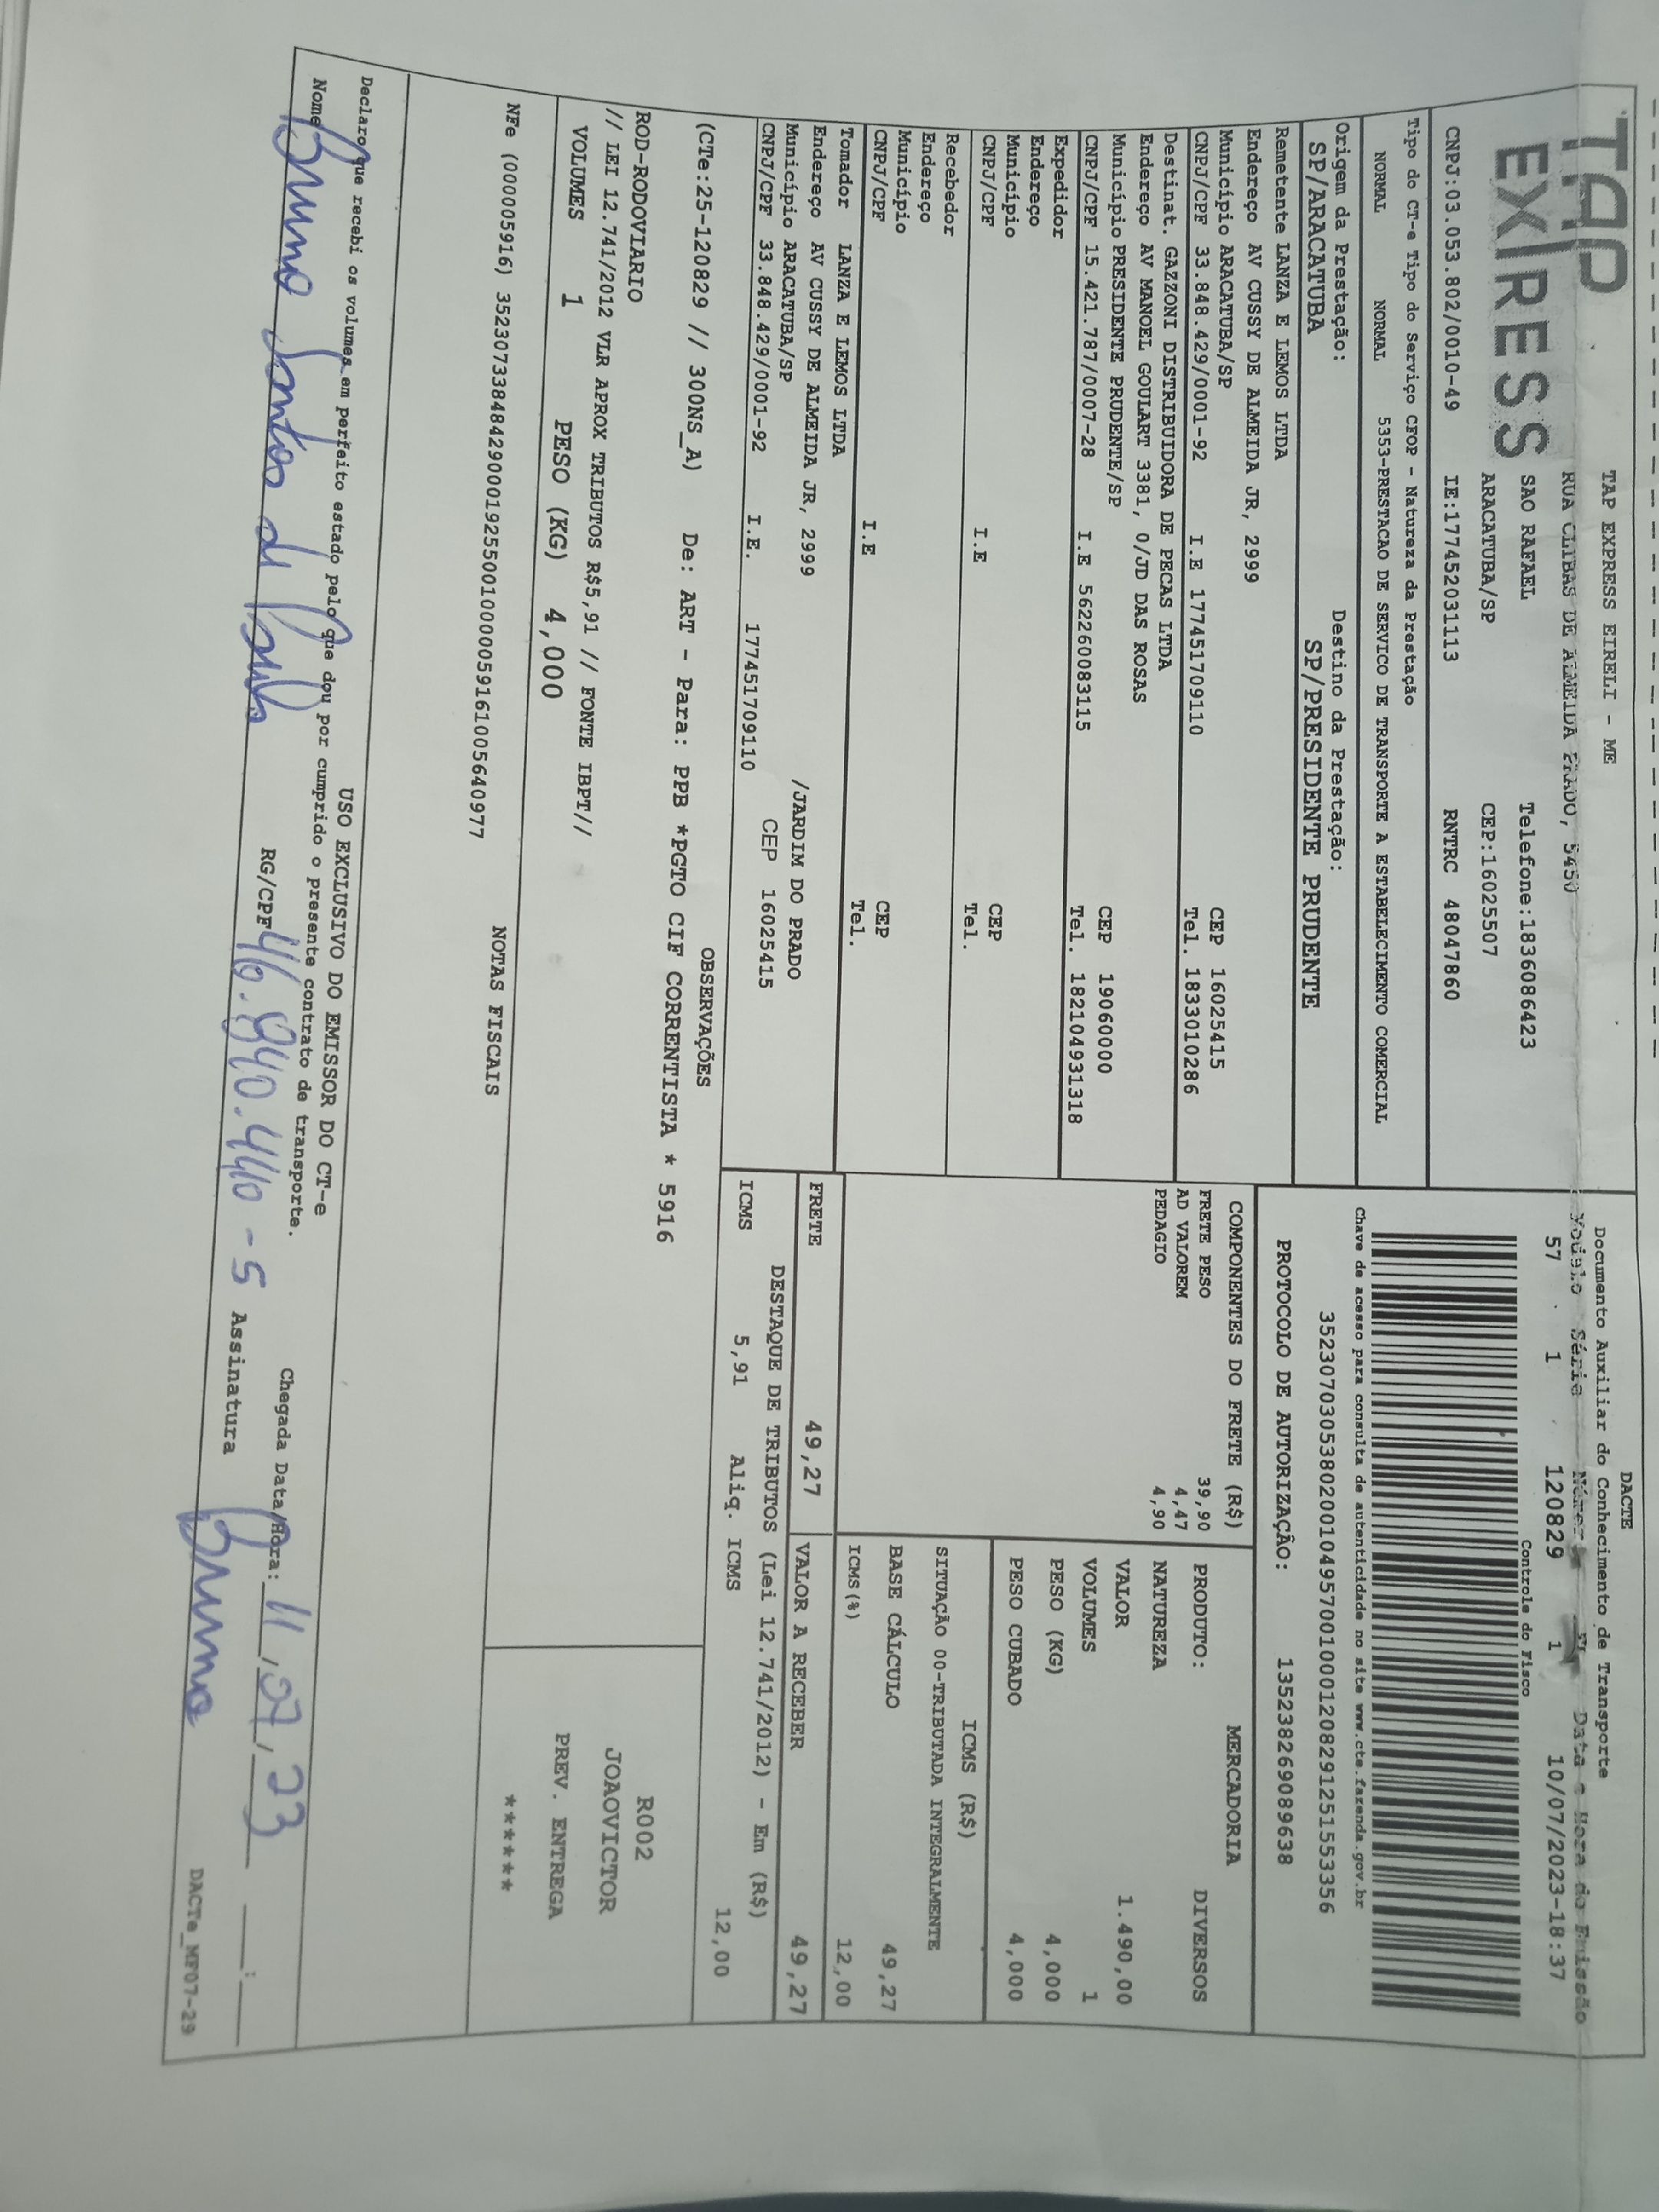 TAP
EXPRESS
TAP EXPRESS EIRELI - ME
RUA CLIBAS DE ALMEIDA PRADO, 5450
SAO RAFAEL Telefone:1836086423
ARACATUBA/SP CEP:16025507
CNPJ:03.053.802/0010-49 IE:177452031113 RNTRC 48047860
Tipo do CT-e Tipo do Serviço CFOP - Natureza da Prestação
NORMAL NORMAL 5353-PRESTACAO DE SERVICO DE TRANSPORTE A ESTABELECIMENTO COMERCIAL
Origem da Prestação: Destino da Prestação:
SP/ARACATUBA SP/PRESIDENTE PRUDENTE
DACTE
Documento Auxiliar do Conhecimento de Transporte
Modelo Série Número Fl Data e Hora de Emissão
57 1 120829 1 10/07/2023-18:37
Controle do Fisco
Chave de acesso para consulta de autenticidade no site www.cte.fazenda.gov.br
35230703053802001049570010001208291251553356
PROTOCOLO DE AUTORIZAÇÃO: 135238269089638
Remetente LANZA E LEMOS LTDA
Endereço AV CUSSY DE ALMEIDA JR, 2999
Município ARACATUBA/SP CEP 16025415
CNPJ/CPF 33.848.429/0001-92 I.E 177451709110 Tel. 1833010286
Destinat. GAZZONI DISTRIBUIDORA DE PECAS LTDA
Endereço AV MANOEL GOULART 3381, 0/JD DAS ROSAS
Município PRESIDENTE PRUDENTE/SP CEP 19060000
CNPJ/CPF 15.421.787/0007-28 I.E 562260083115 Tel. 182104931318
Expedidor
Endereço
Município CEP
CNPJ/CPF I.E Tel.
Recebedor
Endereço
Município CEP
CNPJ/CPF I.E Tel.
Tomador LANZA E LEMOS LTDA
Endereço AV CUSSY DE ALMEIDA JR, 2999 /JARDIM DO PRADO
Município ARACATUBA/SP CEP 16025415
CNPJ/CPF 33.848.429/0001-92 I.E. 177451709110
COMPONENTES DO FRETE (R$)
FRETE PESO 39,90
AD VALOREM 4,47
PEDAGIO 4,90
MERCADORIA
PRODUTO: DIVERSOS
NATUREZA
VALOR 1.490,00
VOLUMES 1
PESO (KG) 4,000
PESO CUBADO 4,000
ICMS (R$)
SITUAÇÃO 00-TRIBUTADA INTEGRALMENTE
BASE CÁLCULO 49,27
ICMS(%) 12,00
FRETE 49,27 VALOR A RECEBER 49,27
DESTAQUE DE TRIBUTOS (Lei 12.741/2012) - Em (R$)
ICMS 5,91 Aliq. ICMS 12,00
OBSERVAÇÕES
(CTe:25-120829 // 300NS_A) De: ART - Para: PPB *PGTO CIF CORRENTISTA * 5916
ROD-RODOVIARIO
// LEI 12.741/2012 VLR APROX TRIBUTOS R$5,91 // FONTE IBPT//
VOLUMES 1 PESO (KG) 4,000
R002
JOAOVICTOR
PREV. ENTREGA
******
NOTAS FISCAIS
NFe (000005916) 35230733848429000192550010000059161005640977
USO EXCLUSIVO DO EMISSOR DO CT-e
Declaro que recebi os volumes em perfeito estado pelo que dou por cumprido o presente contrato de transporte.
Chegada Data/Hora: 11/07/23 __:__
Nome Bruno Santos de Paula RG/CPF 46.840.440-5 Assinatura Bruno
DACTe_MF07-29